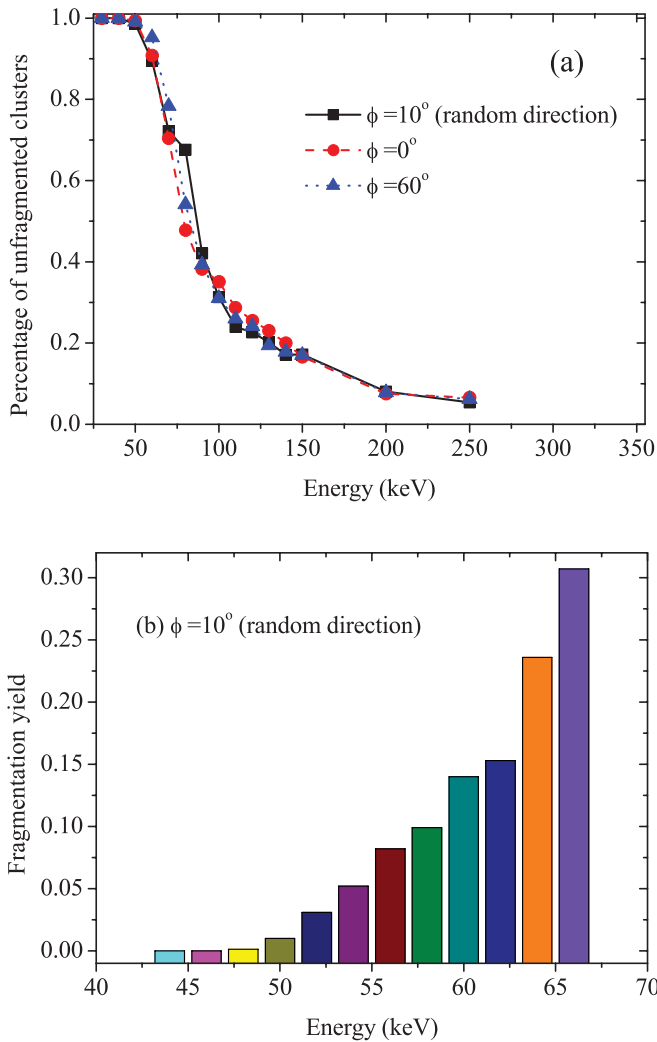 1.0
0.8
0.6
0.4
0.2
0.0
Percentage of unfragmented clusters
(a)
ϕ =10° (random direction)
ϕ=0°
ϕ =60°
50 100 150 200 250 300 350
Energy (keV)
0.30
0.25
0.20
0.15
0.10
0.05
0.00
Fragmentation yield
(b) ϕ =10° (random direction)
40 45 50 55 60 65 70
Energy (keV)